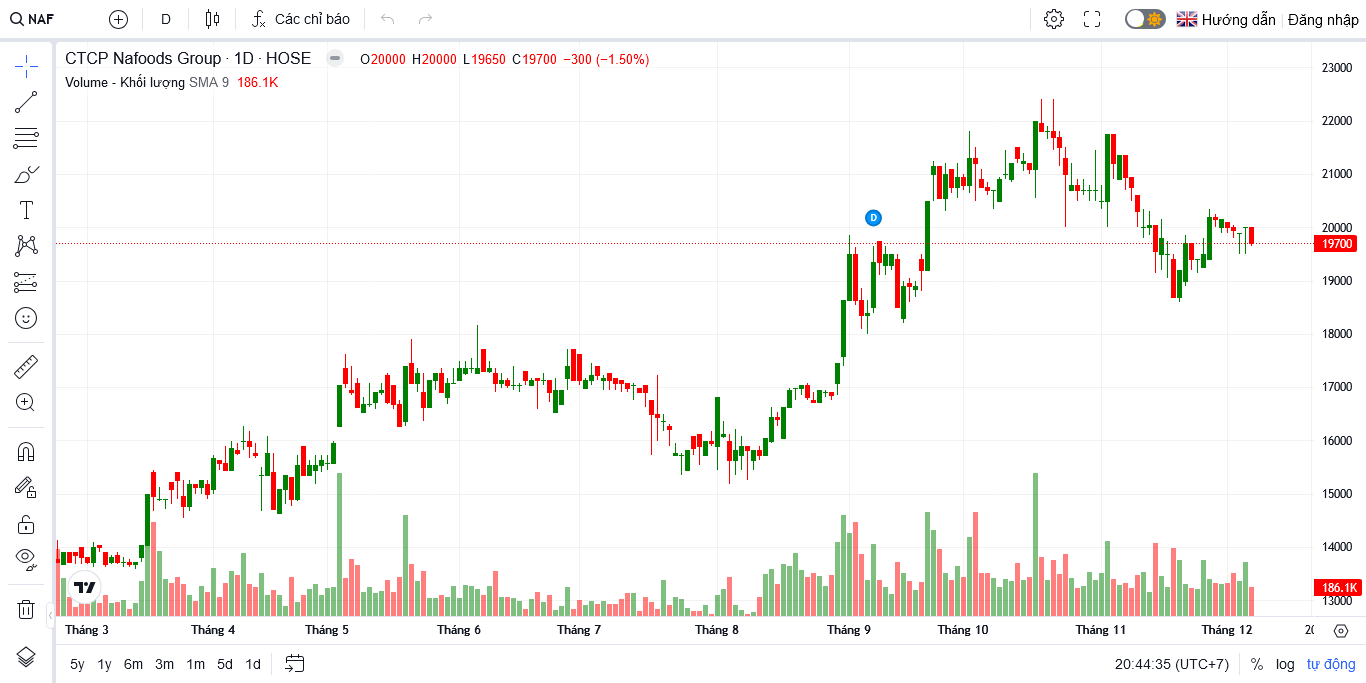 NAF D Các chỉ báo Hướng dẫn Đăng nhập
CTCP Nafoods Group · 1D · HOSE O20000 H20000 L19650 C19700 −300 (−1.50%)
Volume - Khối lượng SMA 9 186.1K
23000
22000
21000
D
20000
19700
19000
18000
17000
16000
15000
14000
186.1K
13000
Tháng 3 Tháng 4 Tháng 5 Tháng 6 Tháng 7 Tháng 8 Tháng 9 Tháng 10 Tháng 11 Tháng 12
5y 1y 6m 3m 1m 5d 1d 20:44:35 (UTC+7) % log tự động